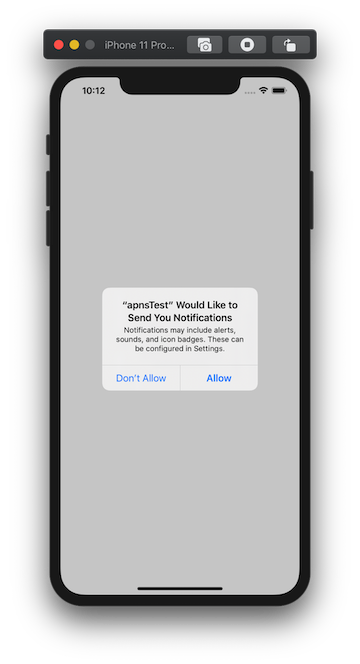 iPhone 11 Pro...
10:12
“apnsTest” Would Like to
Send You Notifications
Notifications may include alerts,
sounds, and icon badges. These can
be configured in Settings.
Don’t Allow
Allow